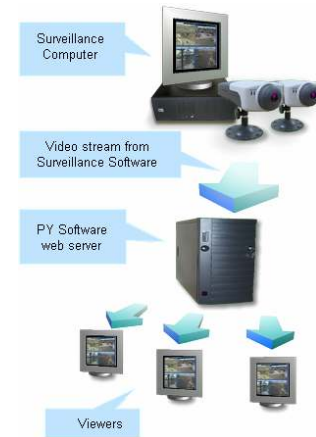 Surveillance
Computer
Video stream from
Surveillance Software
PY Software
web server
Viewers